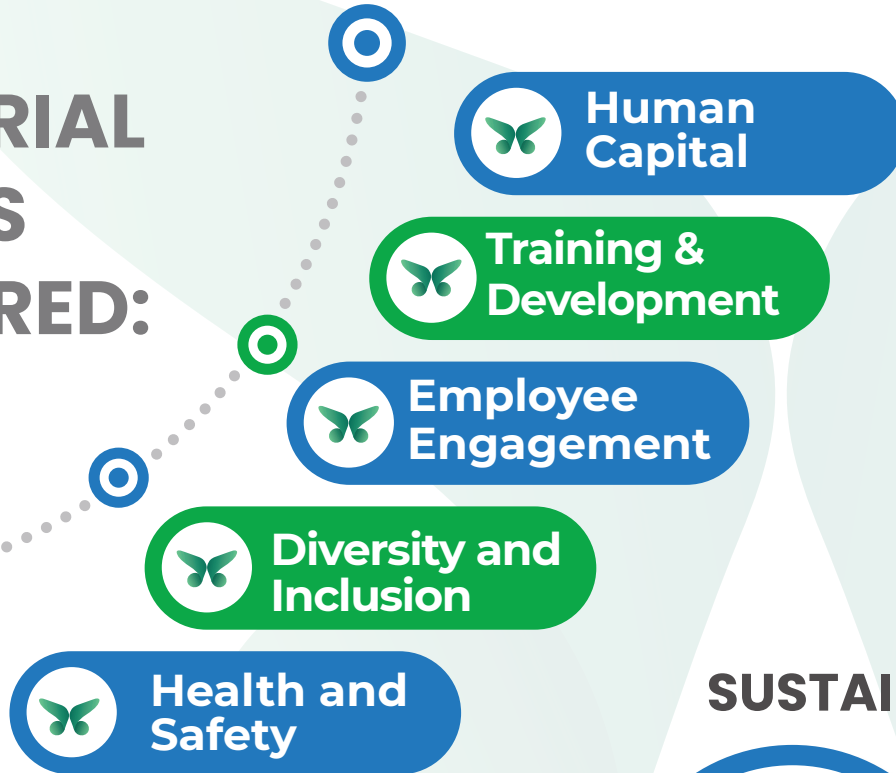 RIAL
S
RED:
Human
Capital
Training &
Development
Employee
Engagement
Diversity and
Inclusion
Health and
Safety
SUSTAI